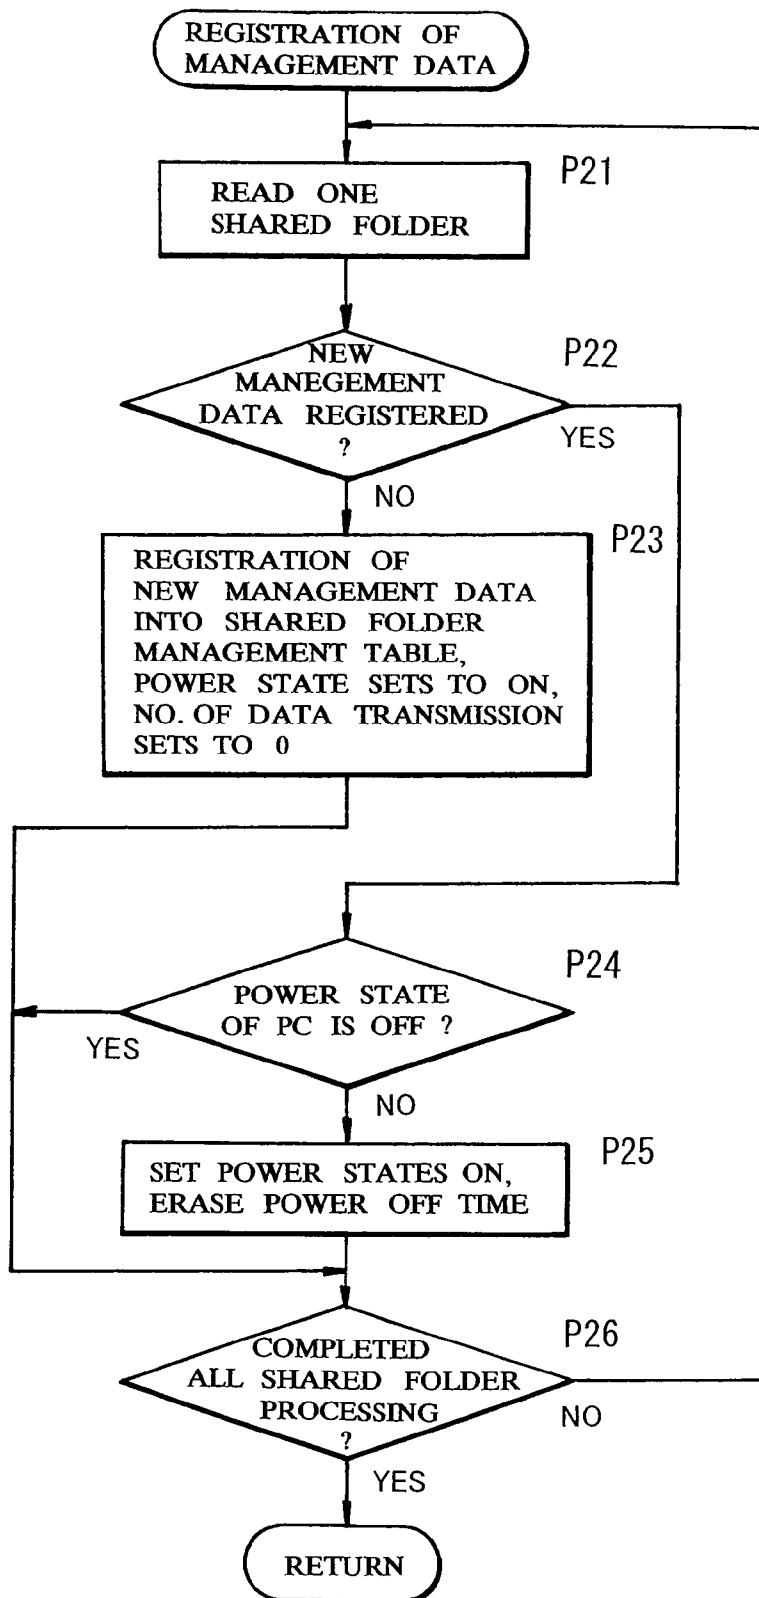 REGISTRATION OF
MANAGEMENT DATA
P21
READ ONE
SHARED FOLDER
P22
NEW
MANEGEMENT
DATA REGISTERED
?
YES
NO
P23
REGISTRATION OF
NEW MANAGEMENT DATA
INTO SHARED FOLDER
MANAGEMENT TABLE,
POWER STATE SETS TO ON,
NO. OF DATA TRANSMISSION
SETS TO 0
P24
POWER STATE
OF PC IS OFF ?
YES
NO
P25
SET POWER STATES ON,
ERASE POWER OFF TIME
P26
COMPLETED
ALL SHARED FOLDER
PROCESSING
?
NO
YES
RETURN